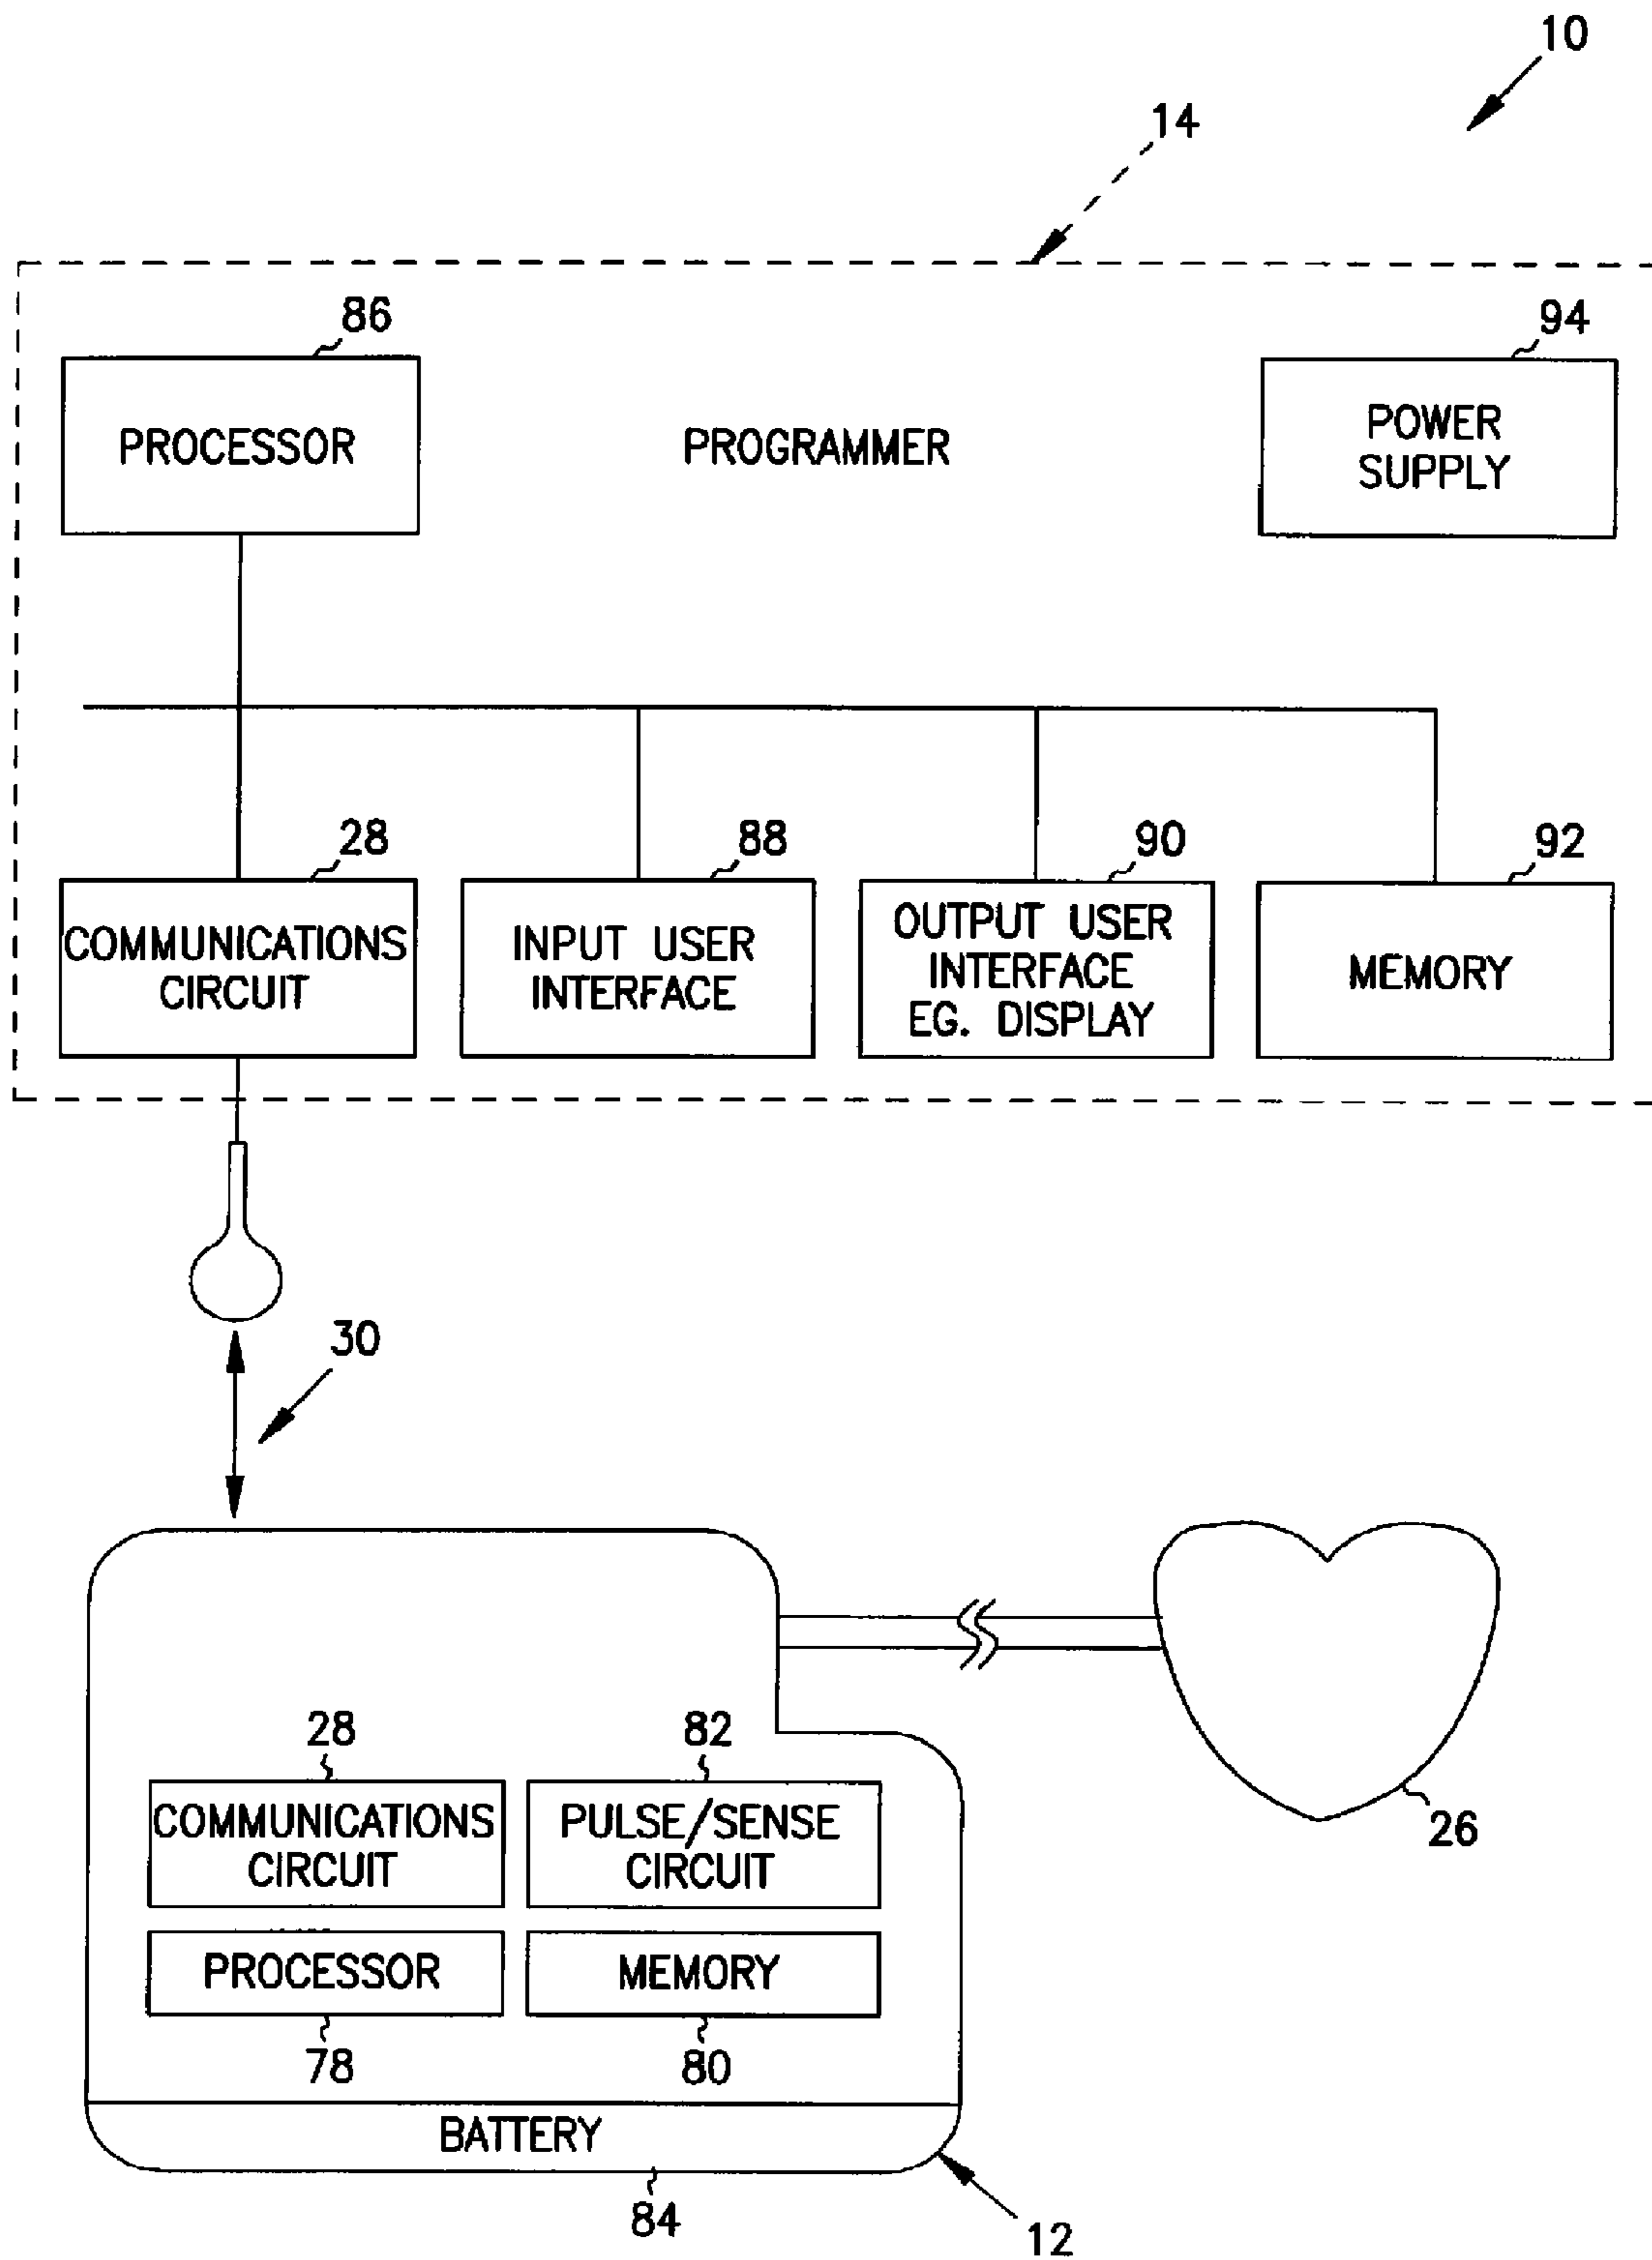 10
14
86
94
PROCESSOR
PROGRAMMER
POWER
SUPPLY
28
88
90
92
COMMUNICATIONS
CIRCUIT
INPUT USER
INTERFACE
OUTPUT USER
INTERFACE
EG. DISPLAY
MEMORY
30
28
82
COMMUNICATIONS
CIRCUIT
PULSE/SENSE
CIRCUIT
26
PROCESSOR
MEMORY
78
80
BATTERY
84
12